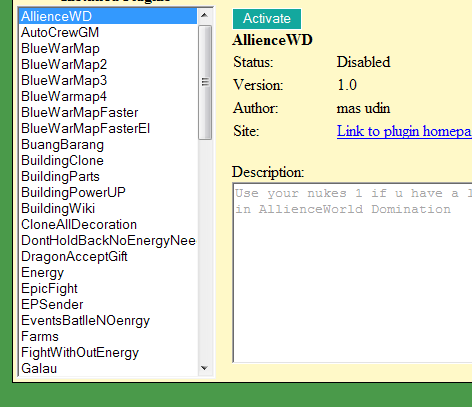 AllienceWD
AutoCrewGM
BlueWarMap
BlueWarMap2
BlueWarMap3
BlueWarmap4
BlueWarMapFaster
BlueWarMapFasterEl
BuangBarang
BuildingClone
BuildingParts
BuildingPowerUP
BuildingWiki
CloneAllDecoration
DontHoldBackNoEnergyNee
DragonAcceptGift
Energy
EpicFight
EPSender
EventsBatlleNOenrgy
Farms
FightWithOutEnergy
Galau
Activate
AllienceWD
Status: Disabled
Version: 1.0
Author: mas udin
Site: Link to plugin homepa
Description:
Use your nukes 1 if u have a
in AllienceWorld Domination